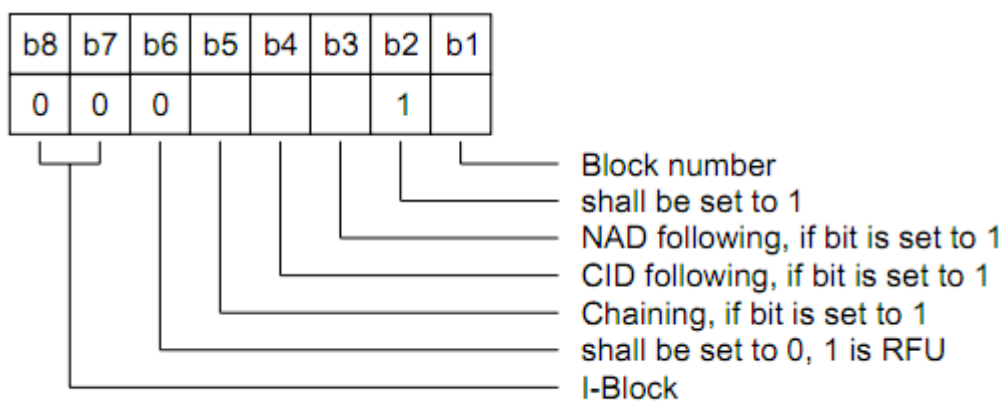 b8 b7 b6 b5 b4 b3 b2 b1
0 0 0 1
Block number
shall be set to 1
NAD following, if bit is set to 1
CID following, if bit is set to 1
Chaining, if bit is set to 1
shall be set to 0, 1 is RFU
I-Block